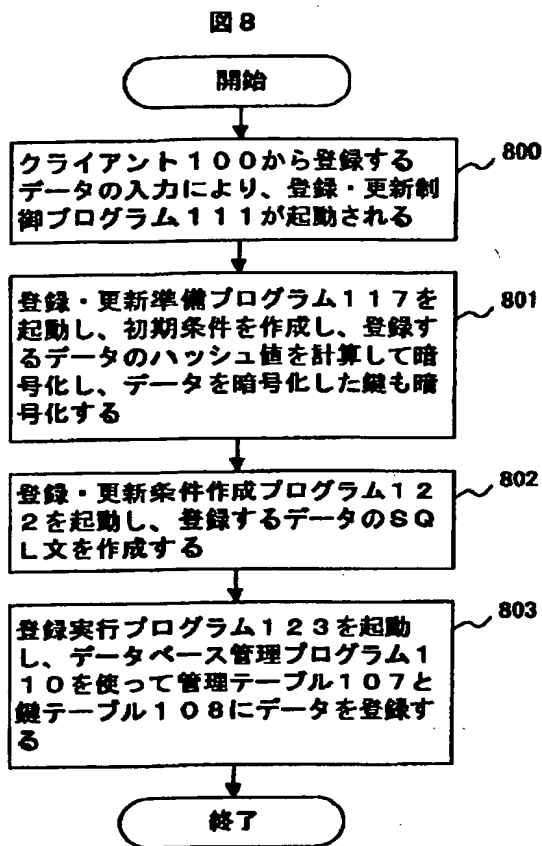 図8
開始
クライアント100から登録する
データの入力により、登録・更新制
御プログラム111が起動される
800
登録・更新準備プログラム117を
起動し、初期条件を作成し、登録す
るデータのハッシュ値を計算して暗
号化し、データを暗号化した鍵も暗
号化する
801
登録・更新条件作成プログラム12
2を起動し、登録するデータのSQ
L文を作成する
802
登録実行プログラム123を起動
し、データベース管理プログラム1
10を使って管理テーブル107と
鍵テーブル108にデータを登録す
る
803
終了